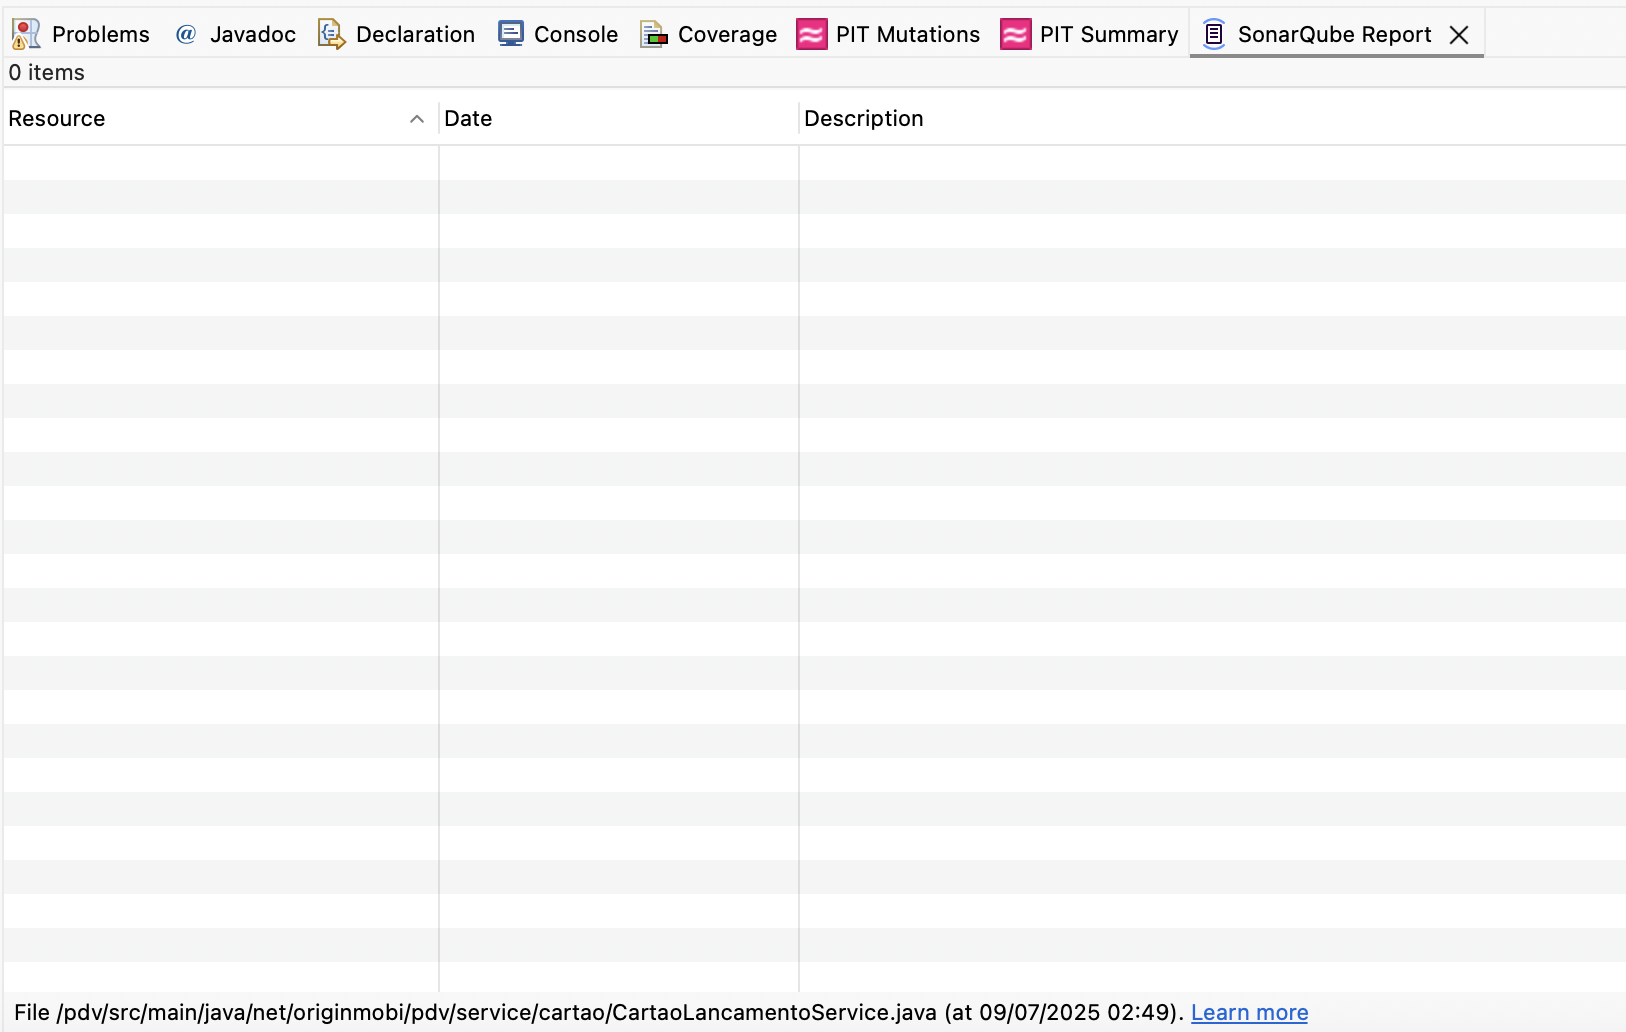 Problems Javadoc Declaration Console Coverage PIT Mutations PIT Summary SonarQube Report
0 items
Resource Date Description
File /pdv/src/main/java/net/originmobi/pdv/service/cartao/CartaoLancamentoService.java (at 09/07/2025 02:49). Learn more